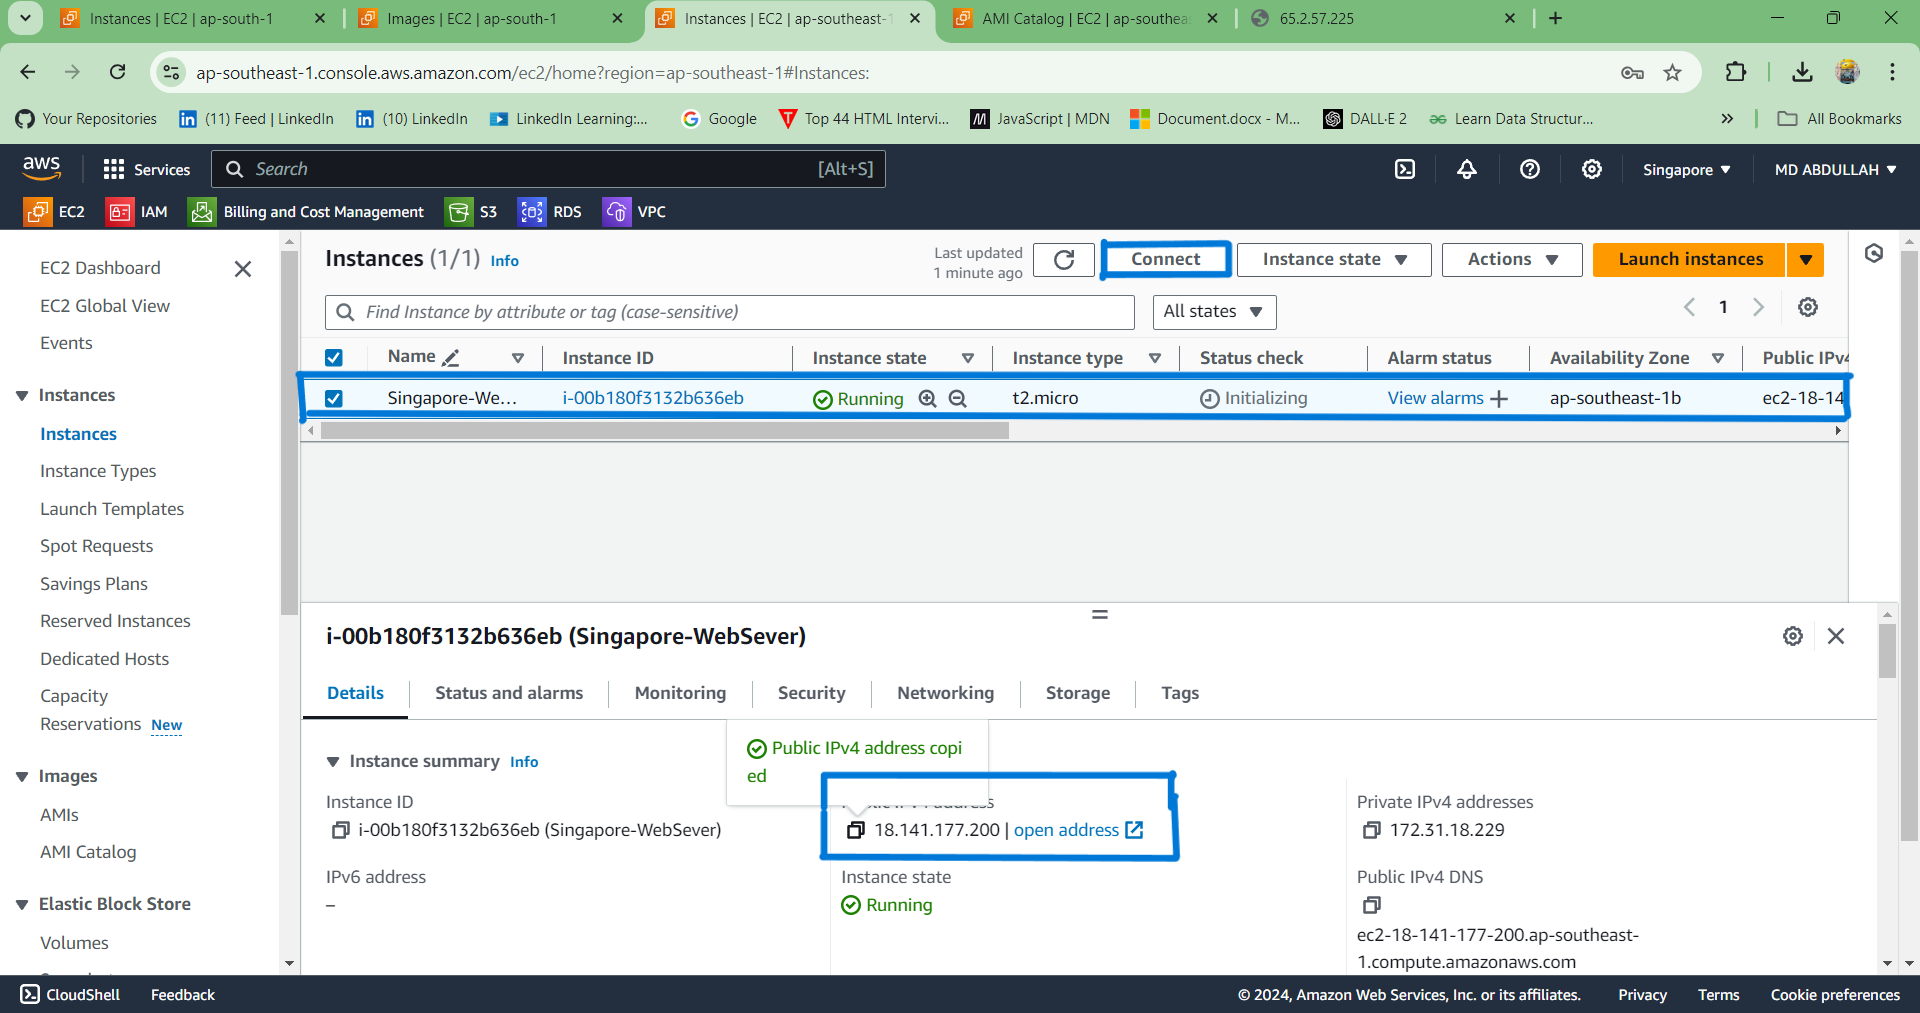 Instances | EC2 | ap-south-1
Images | EC2 | ap-south-1
Instances | EC2 | ap-southeast-1
AMI Catalog | EC2 | ap-southeas
65.2.57.225
ap-southeast-1.console.aws.amazon.com/ec2/home?region=ap-southeast-1#Instances:
Your Repositories
(11) Feed | LinkedIn
(10) LinkedIn
LinkedIn Learning:...
Google
Top 44 HTML Intervi...
JavaScript | MDN
Document.docx - M...
DALL·E 2
Learn Data Structur...
All Bookmarks
aws
Services
Search
[Alt+S]
Singapore
MD ABDULLAH
EC2
IAM
Billing and Cost Management
S3
RDS
VPC
EC2 Dashboard
EC2 Global View
Events
Instances
Instances
Instance Types
Launch Templates
Spot Requests
Savings Plans
Reserved Instances
Dedicated Hosts
Capacity
Reservations New
Images
AMIs
AMI Catalog
Elastic Block Store
Volumes
Instances (1/1) Info
Last updated
1 minute ago
Connect
Instance state
Actions
Launch instances
Find Instance by attribute or tag (case-sensitive)
All states
1
Name
Instance ID
Instance state
Instance type
Status check
Alarm status
Availability Zone
Public IPv4
Singapore-We...
i-00b180f3132b636eb
Running
t2.micro
Initializing
View alarms
ap-southeast-1b
ec2-18-14
i-00b180f3132b636eb (Singapore-WebSever)
Details
Status and alarms
Monitoring
Security
Networking
Storage
Tags
Public IPv4 address copi
ed
Instance summary Info
Instance ID
i-00b180f3132b636eb (Singapore-WebSever)
IPv6 address
–
18.141.177.200 | open address
Instance state
Running
Private IPv4 addresses
172.31.18.229
Public IPv4 DNS
ec2-18-141-177-200.ap-southeast-
1.compute.amazonaws.com
CloudShell
Feedback
© 2024, Amazon Web Services, Inc. or its affiliates.
Privacy
Terms
Cookie preferences